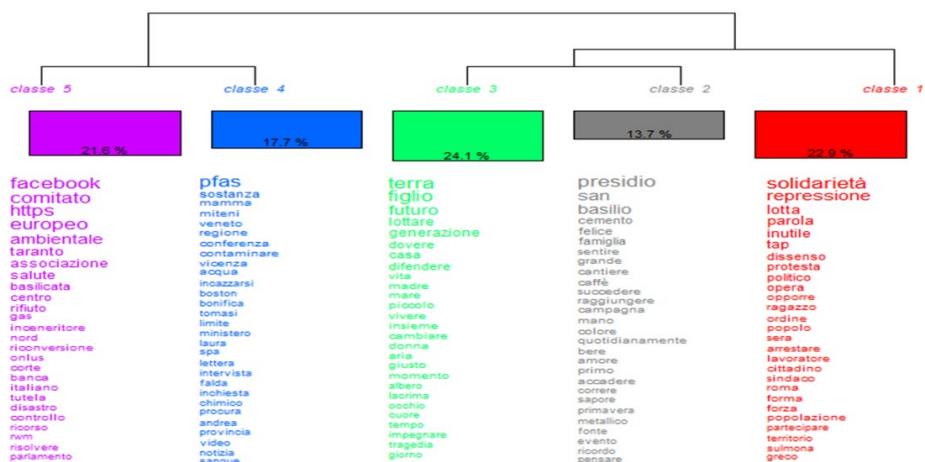 classe 5
classe 4
classe 3
classe 2
classe 1
21.6 %
17.7 %
24.1 %
13.7 %
22.9 %
facebook
comitato
https
europeo
ambientale
taranto
associazione
salute
basilicata
centro
rifiuto
gas
inceneritore
nord
riconversione
onlus
corte
banca
italiano
tutela
disastro
controllo
ricorso
rwm
risolvere
parlamento
pfas
sostanza
mamma
miteni
veneto
regione
conferenza
contaminare
vicenza
acqua
incazzarsi
boston
bonifica
tomasi
limite
ministero
laura
spa
lettera
intervista
falda
inchiesta
chimico
procura
andrea
provincia
video
notizia
sangue
terra
figlio
futuro
lottare
generazione
dovere
casa
difendere
vita
madre
mare
piccolo
vivere
insieme
cambiare
donna
aria
giusto
momento
albero
lacrima
occhio
cuore
tempo
impegnare
tragedia
giorno
presidio
san
basilio
cemento
felice
famiglia
sentire
grande
cantiere
caffè
succedere
raggiungere
campagna
mano
colore
quotidianamente
bere
amore
primo
accadere
correre
sapore
primavera
metallico
fonte
evento
ricordo
pensare
solidarietà
repressione
lotta
parola
inutile
tap
dissenso
protesta
politico
opera
opporre
ragazzo
ordine
popolo
sera
arrestare
lavoratore
cittadino
sindaco
roma
forma
forza
popolazione
partecipare
territorio
sulmona
greco